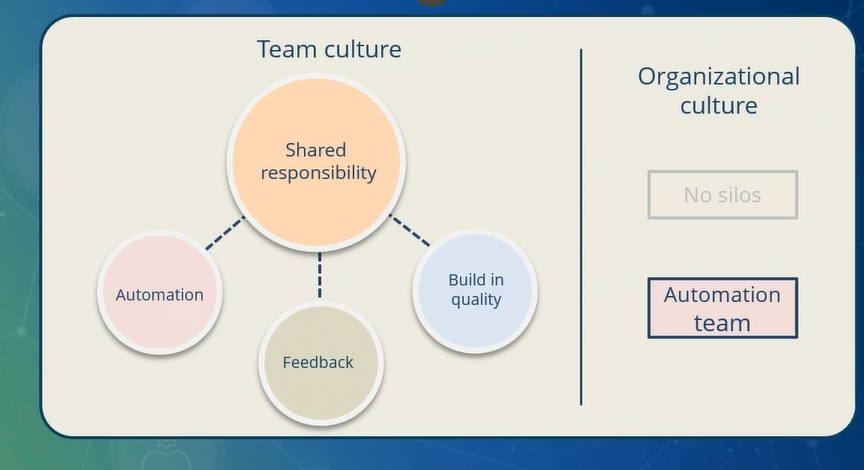 Team culture
Shared
responsibility
Automation
Feedback
Build in
quality
Organizational
culture
No silos
Automation
team